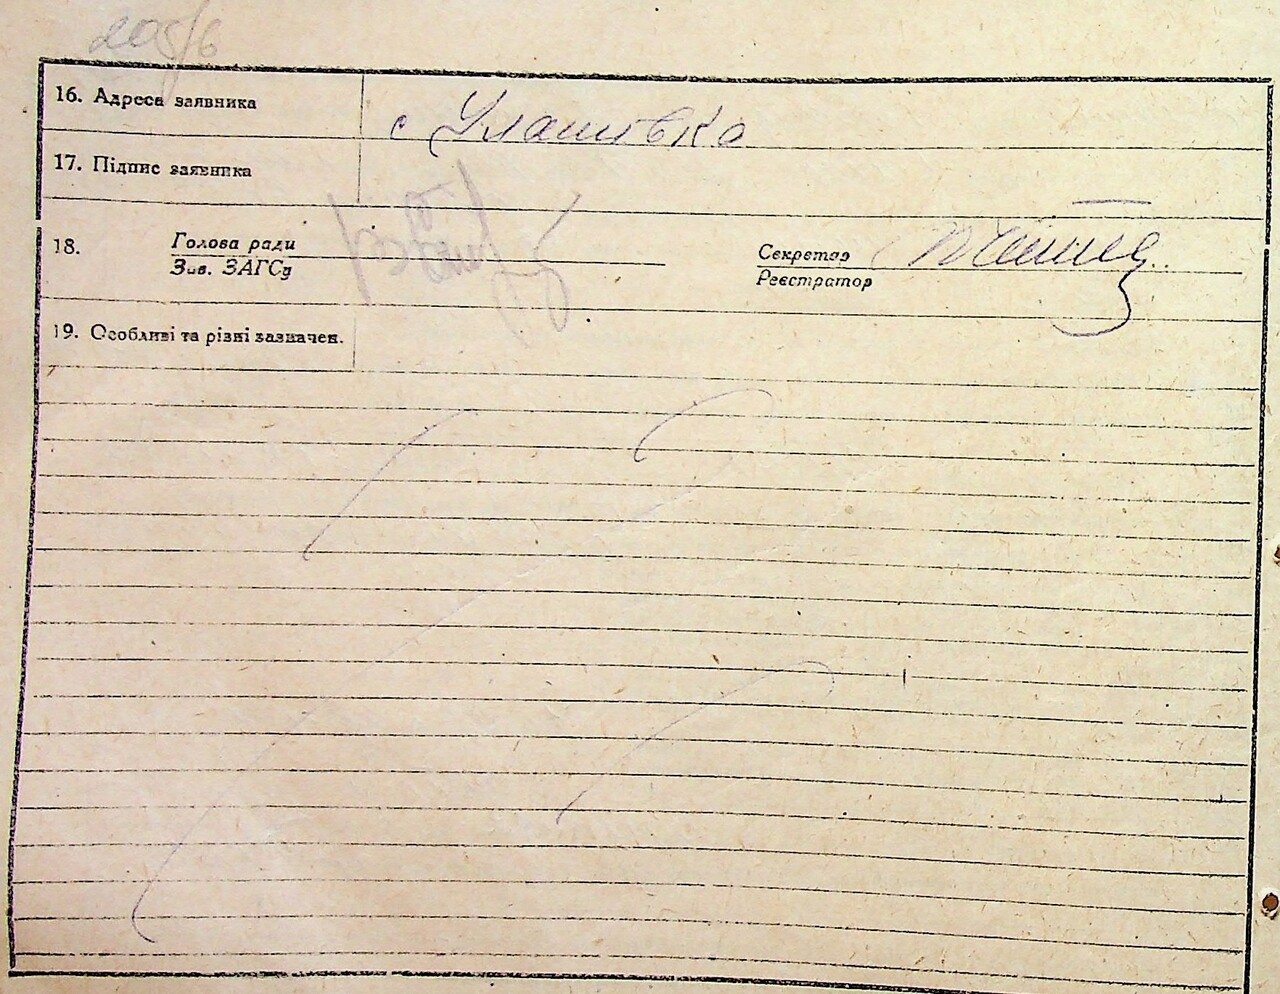 205/6
16. Адреса заявника
с Улашівка
17. Підпис заявника
18. Голова ради
Зав. ЗАГСу
Секретар
Реєстратор
19. Особливі та різні зазначен.